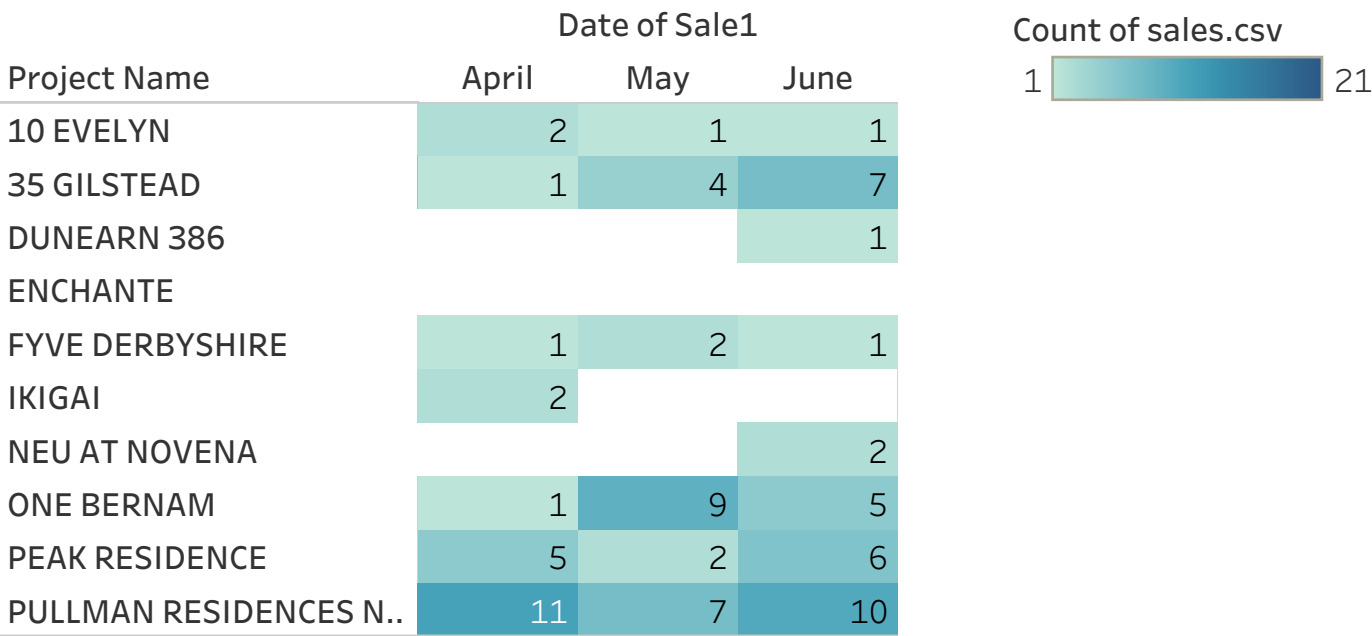 Date of Sale1
Count of sales.csv
Project Name April May June
1 21
10 EVELYN 2 1 1
35 GILSTEAD 1 4 7
DUNEARN 386 1
ENCHANTE
FYVE DERBYSHIRE 1 2 1
IKIGAI 2
NEU AT NOVENA 2
ONE BERNAM 1 9 5
PEAK RESIDENCE 5 2 6
PULLMAN RESIDENCES N.. 11 7 10